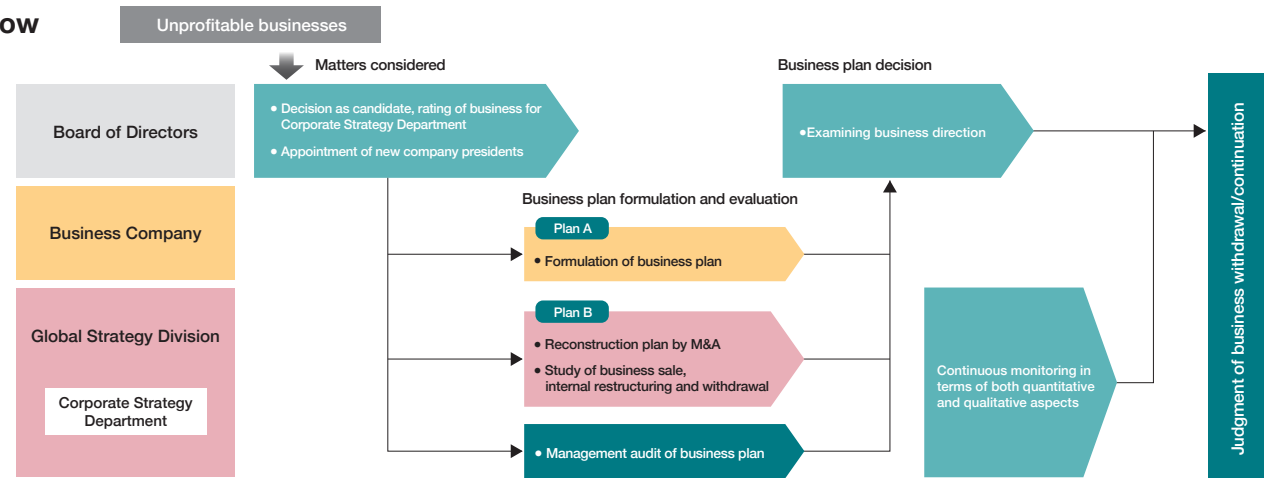 ow
Unprofitable businesses
Matters considered
Business plan decision
Board of Directors
• Decision as candidate, rating of business for
Corporate Strategy Department
• Appointment of new company presidents
•Examining business direction
Business Company
Business plan formulation and evaluation
Plan A
• Formulation of business plan
Global Strategy Division
Corporate Strategy
Department
Plan B
• Reconstruction plan by M&A
• Study of business sale,
internal restructuring and withdrawal
• Management audit of business plan
Continuous monitoring in
terms of both quantitative
and qualitative aspects
Judgment of business withdrawal/continuation